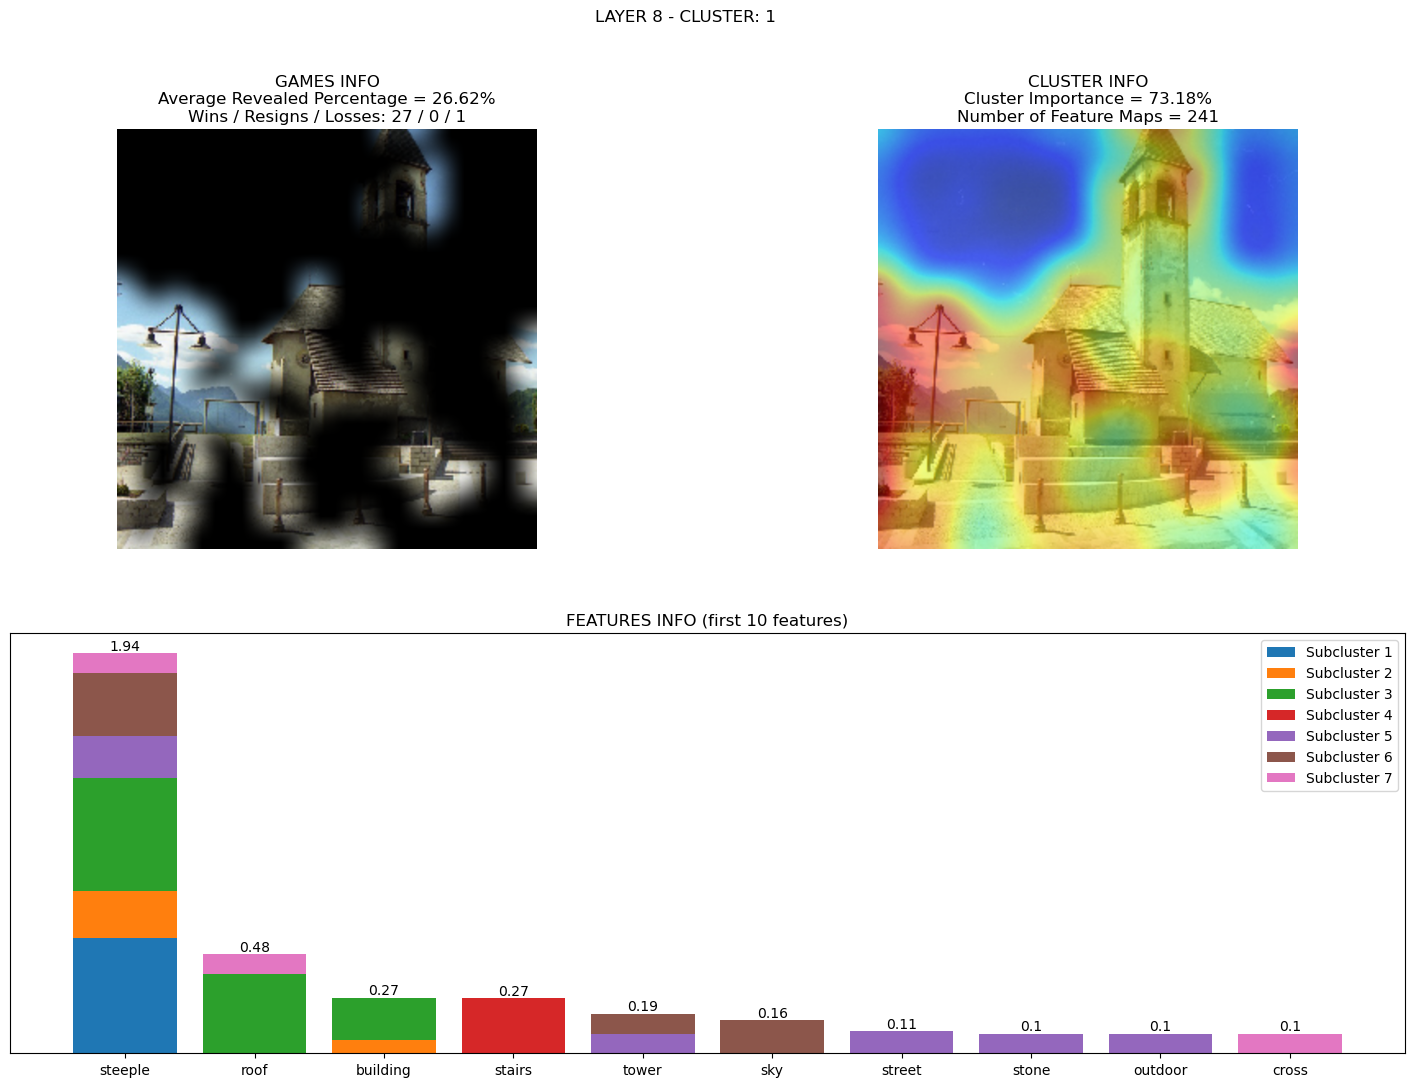 LAYER 8 - CLUSTER: 1
GAMES INFO
Average Revealed Percentage = 26.62%
Wins / Resigns / Losses: 27 / 0 / 1
CLUSTER INFO
Cluster Importance = 73.18%
Number of Feature Maps = 241
FEATURES INFO (first 10 features)
1.94
0.48
0.27
0.27
0.19
0.16
0.11
0.1
0.1
0.1
Subcluster 1
Subcluster 2
Subcluster 3
Subcluster 4
Subcluster 5
Subcluster 6
Subcluster 7
steeple
roof
building
stairs
tower
sky
street
stone
outdoor
cross